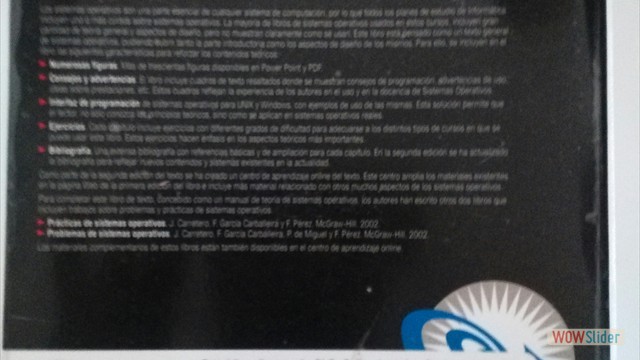 Los sistemas operativos son una parte esencial de cualquier sistema de computación, por lo que todos los planes de estudio de informática
incluyen uno o más cursos sobre sistemas operativos. La mayoría de libros de sistemas operativos usados en estos cursos, incluyen gran
cantidad de teoría general y aspectos de diseño, pero no muestran claramente cómo se usan. Este libro está pensado como un texto general
de sistemas operativos, pudiendo cubrir tanto la parte introductoria como los aspectos de diseño de los mismos. Para ello, se incluyen en el
libro las siguientes características para reforzar los contenidos teóricos:
Numerosas figuras. Más de trescientas figuras disponibles en Power Point y PDF.
Consejos y advertencias. El libro incluye cuadros de texto resaltados donde se muestran consejos de programación, advertencias de uso,
sobre prestaciones, etc. Estos cuadros reflejan la experiencia de los autores en el uso y en la docencia de Sistemas Operativos.
Interfaz de programación de sistemas operativos para UNIX y Windows, con ejemplos de uso de las mismas. Esta solución permite que
el lector no sólo conozca los principios teóricos, sino como se aplican en sistemas operativos reales.
Ejercicios. Cada capítulo incluye ejercicios con diferentes grados de dificultad para adecuarse a los distintos tipos de cursos en que se
puede usar este libro. Estos ejercicios hacen énfasis en los aspectos teóricos más importantes.
Bibliografía. Una buena bibliografía con referencias básicas y de ampliación para cada capítulo. En la segunda edición se ha actualizado
la bibliografía para reflejar nuevos contenidos y sistemas existentes en la actualidad.
Como parte de la segunda edición del texto se ha creado un centro de aprendizaje online del texto. Este centro amplía los materiales existentes
en la página Web de la primera edición del libro e incluye más material relacionado con otros muchos aspectos de los sistemas operativos.
Para completar este libro de texto, concebido como un manual de teoría de sistemas operativos, los autores han escrito otros dos libros que
incluyen trabajos sobre problemas y prácticas de sistemas operativos.
Prácticas de sistemas operativos. J. Carretero, F. García Carballeira y F. Pérez. McGraw-Hill. 2002.
Problemas de sistemas operativos. J. Carretero, F. García Carballeira, P. de Miguel y F. Pérez. McGraw-Hill. 2002.
Los materiales complementarios de estos libros están también disponibles en el centro de aprendizaje online.
WOWSlider